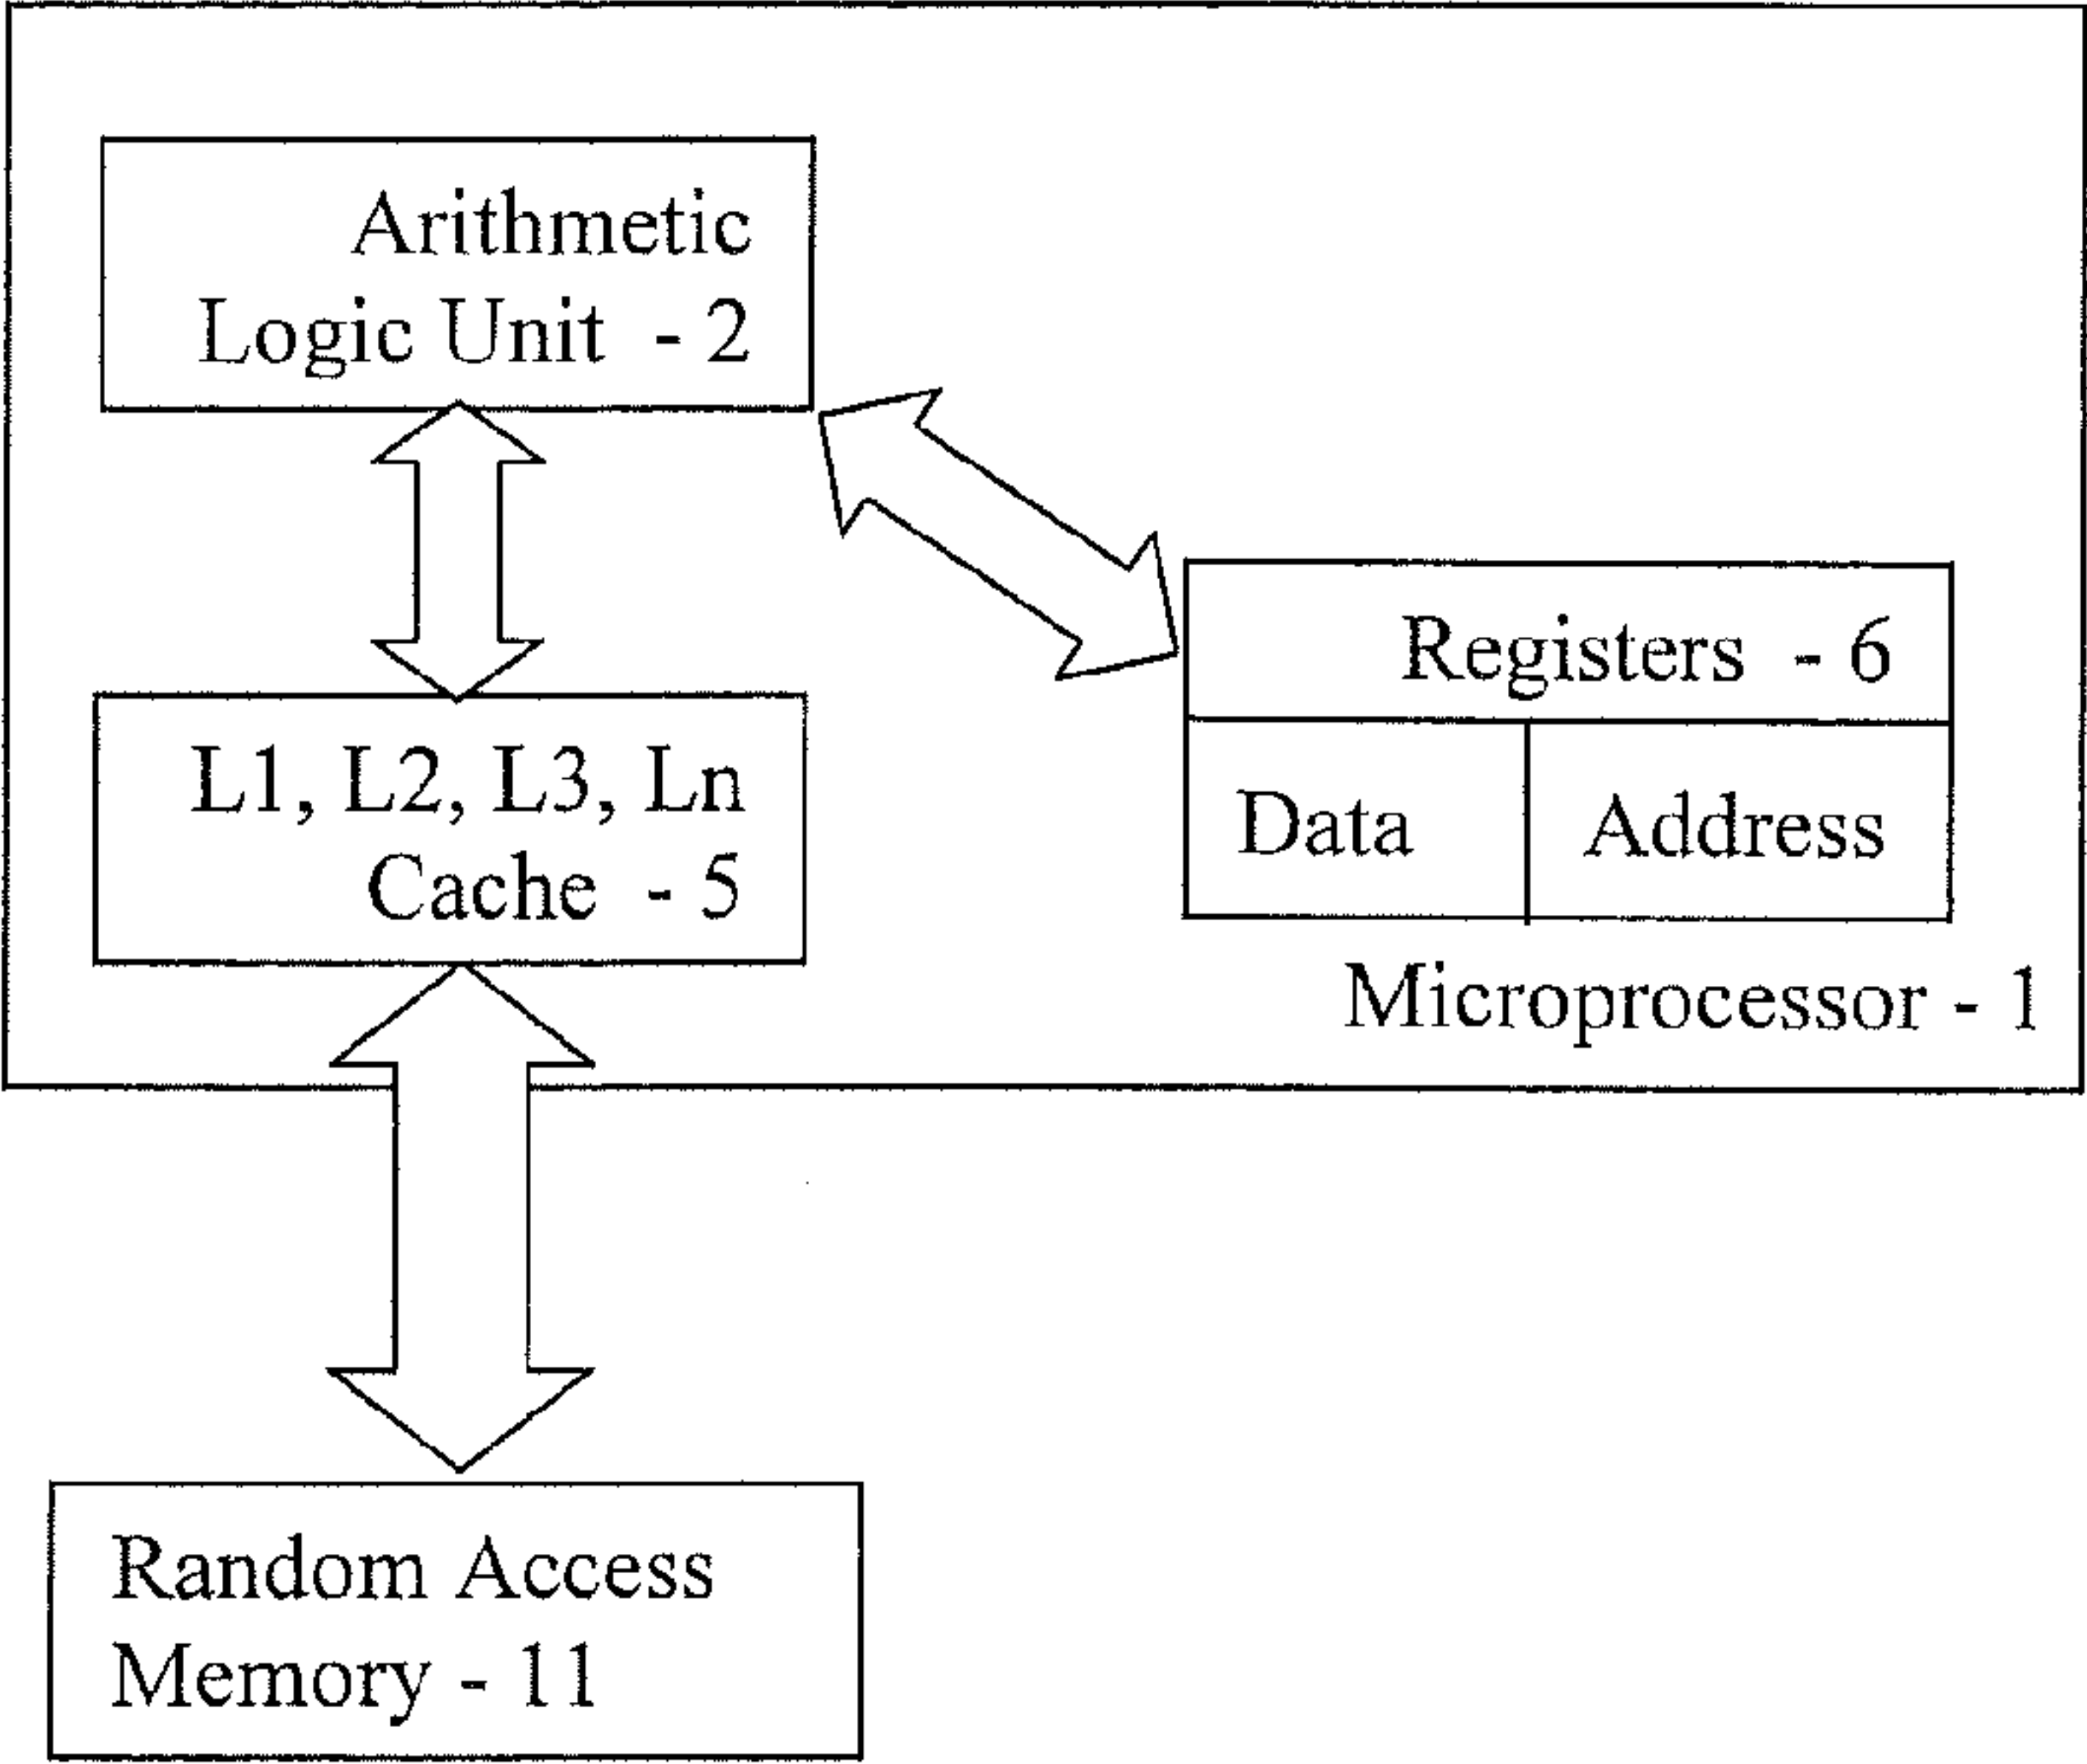 Arithmetic
Logic Unit - 2
Registers - 6
Data
Address
L1, L2, L3, Ln
Cache - 5
Microprocessor - 1
Random Access
Memory - 11